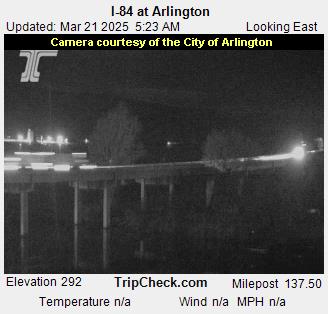 I-84 at Arlington
Updated: Mar 21 2025 5:23 AM Looking East
Camera courtesy of the City of Arlington
Elevation 292 TripCheck.com Milepost 137.50
Temperature n/a Wind n/a MPH n/a